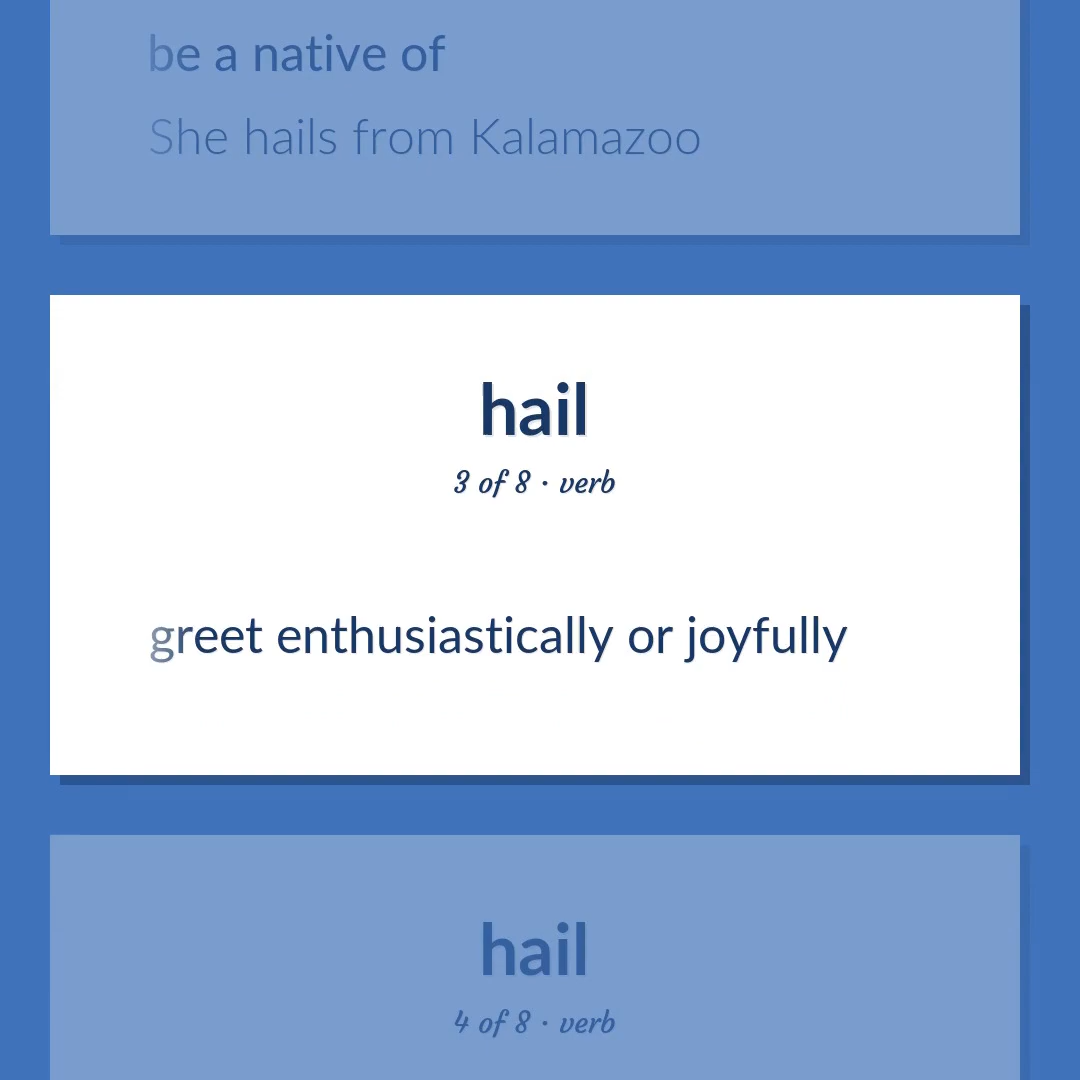 be a native of
She hails from Kalamazoo
hail
3 of 8 · verb
greet enthusiastically or joyfully
hail
4 of 8 · verb